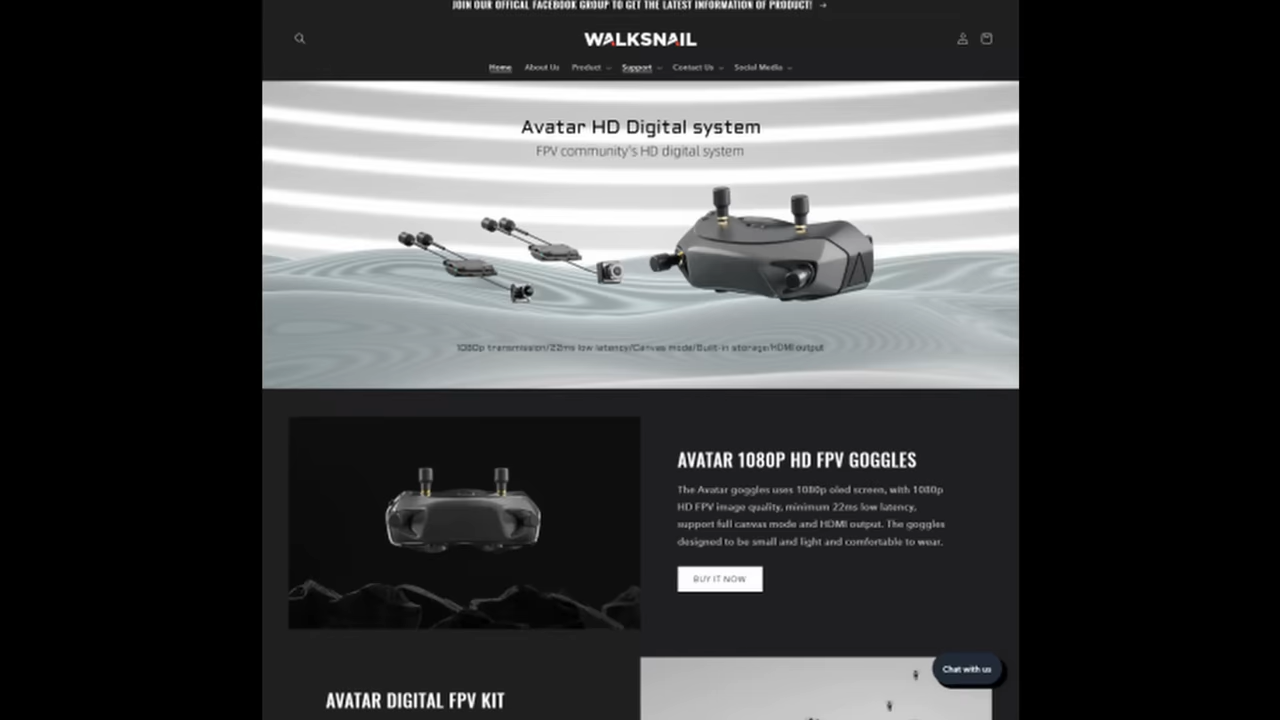 JOIN OUR OFFICAL FACEBOOK GROUP TO GET THE LATEST INFORMATION OF PRODUCT! →
WALKSNAIL
Home About Us Product Support Contact Us Social Media
Avatar HD Digital system
FPV community's HD digital system
1080p transmission/22ms low latency/Canvas mode/Built-in storage/HDMI output
AVATAR 1080P HD FPV GOGGLES
The Avatar goggles uses 1080p oled screen, with 1080p
HD FPV image quality, minimum 22ms low latency,
support full canvas mode and HDMI output. The goggles
designed to be small and light and comfortable to wear.
BUY IT NOW
Chat with us
AVATAR DIGITAL FPV KIT